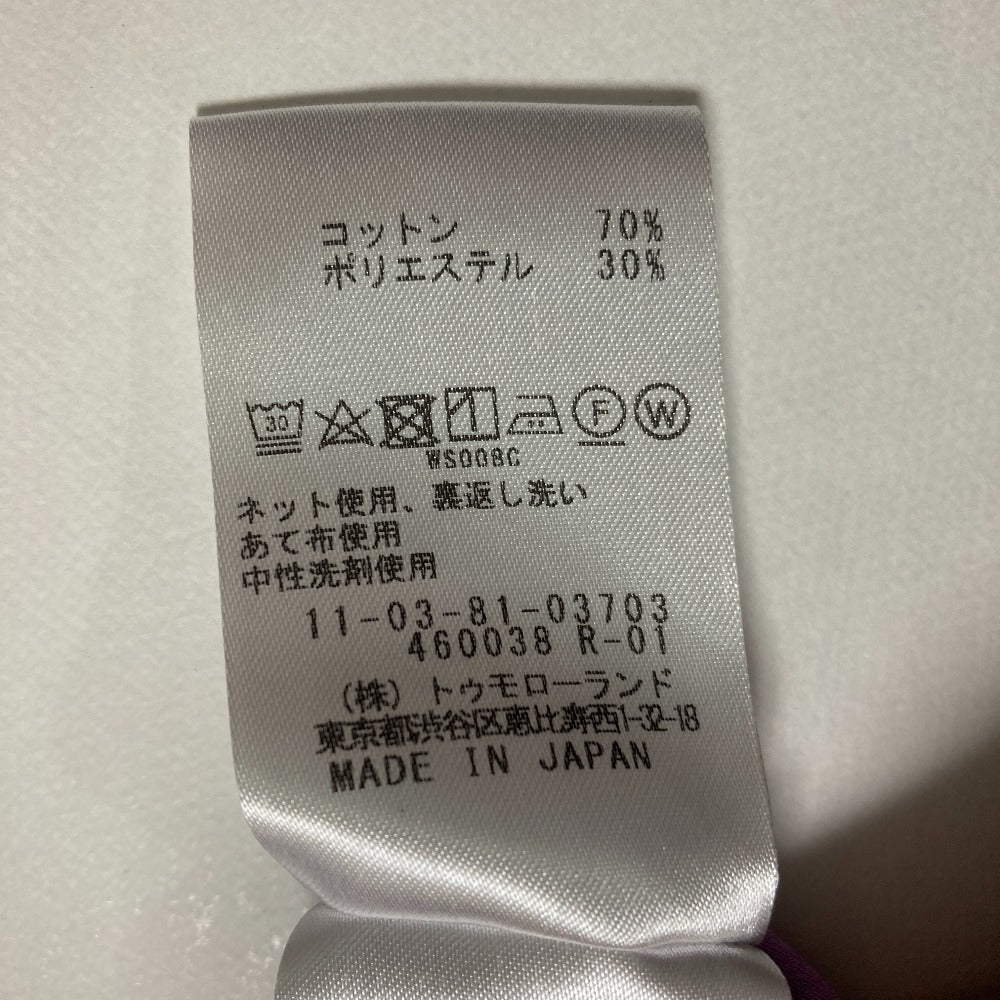 コットン 70%
ポリエステル 30%
30 F W
WS008C
ネット使用、裏返し洗い
あて布使用
中性洗剤使用
11-03-81-03703
460038 R-01
（株）トゥモローランド
東京都渋谷区恵比寿西1-32-18
MADE IN JAPAN